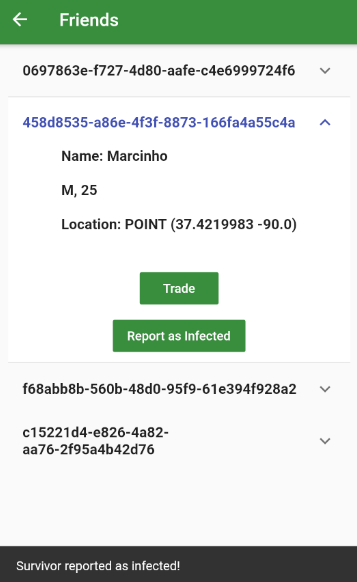 Friends
0697863e-f727-4d80-aafe-c4e6999724f6
458d8535-a86e-4f3f-8873-166fa4a55c4a
Name: Marcinho
M, 25
Location: POINT (37.4219983 -90.0)
Trade
Report as Infected
f68abb8b-560b-48d0-95f9-61e394f928a2
c15221d4-e826-4a82-
aa76-2f95a4b42d76
Survivor reported as infected!